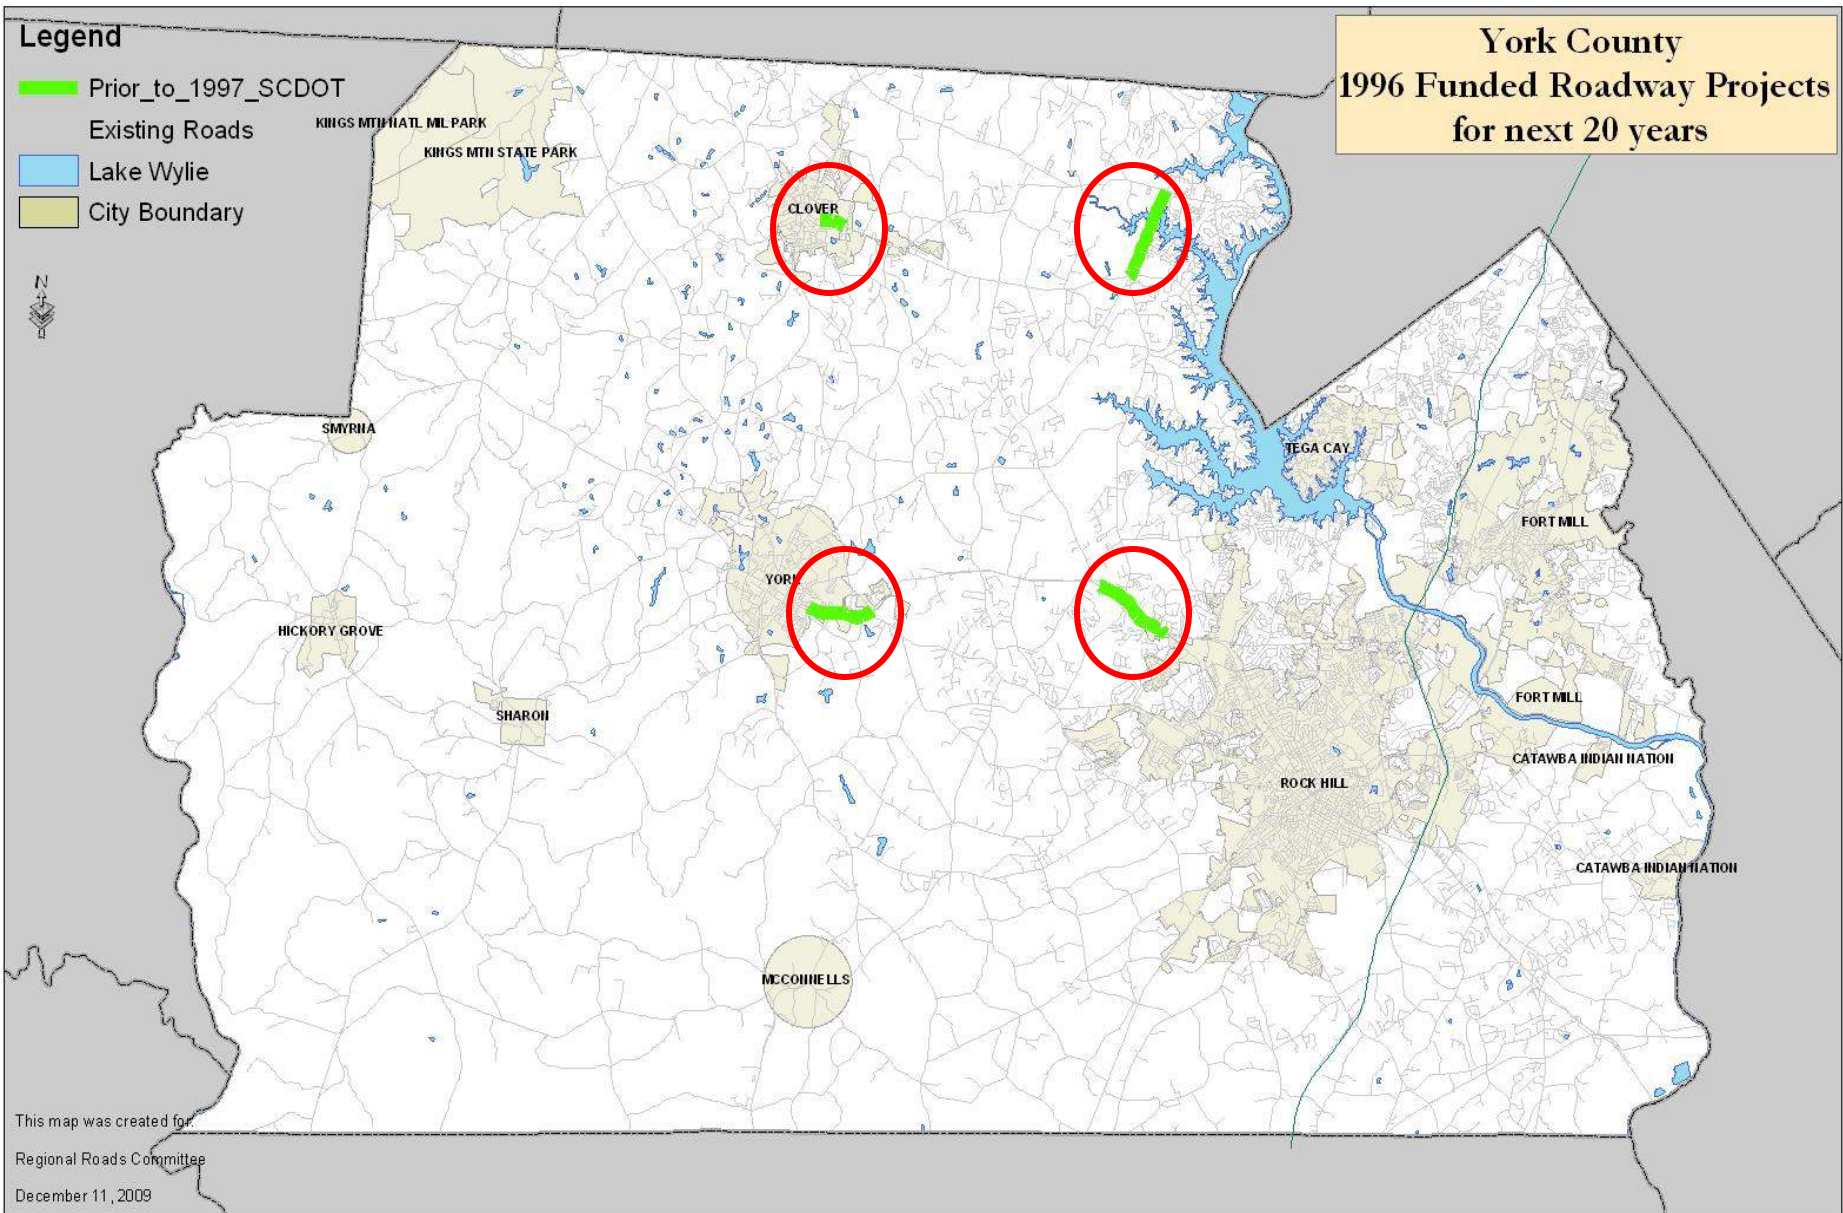 Legend
Prior_to_1997_SCDOT
Existing Roads
Lake Wylie
City Boundary
N
York County
1996 Funded Roadway Projects
for next 20 years
KINGS MTN NATL MIL PARK
KINGS MTN STATE PARK
CLOVER
SMYRNA
TEGA CAY
FORT MILL
YORK
HICKORY GROVE
SHARON
FORT MILL
CATAWBA INDIAN NATION
ROCK HILL
CATAWBA INDIAN NATION
MCCONNELLS
This map was created for:
Regional Roads Committee
December 11, 2009